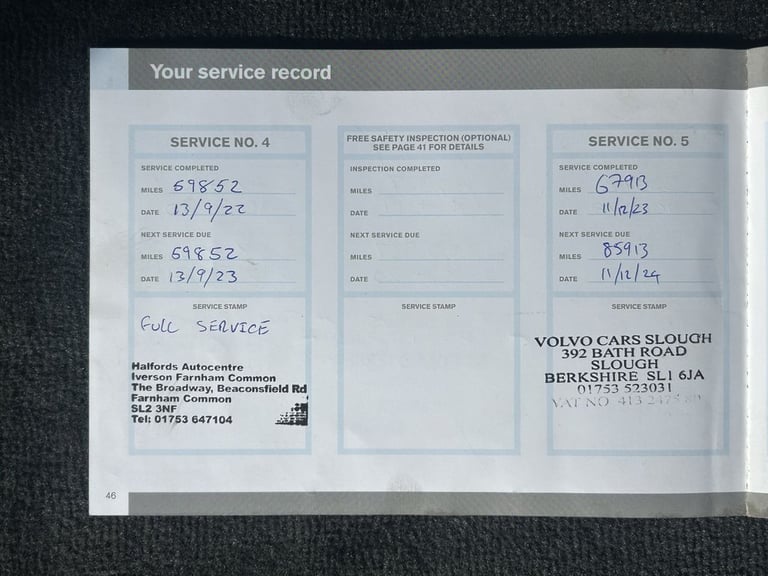 Your service record
SERVICE NO. 4
SERVICE COMPLETED
MILES 59852
DATE 13/9/22
NEXT SERVICE DUE
MILES 69852
DATE 13/9/23
SERVICE STAMP
FULL SERVICE
Halfords Autocentre
Iverson Farnham Common
The Broadway, Beaconsfield Rd
Farnham Common
SL2 3NF
Tel: 01753 647104
FREE SAFETY INSPECTION (OPTIONAL)
SEE PAGE 41 FOR DETAILS
INSPECTION COMPLETED
MILES
DATE
NEXT SERVICE DUE
MILES
DATE
SERVICE STAMP
SERVICE NO. 5
SERVICE COMPLETED
MILES 67913
DATE 11/12/23
NEXT SERVICE DUE
MILES 85913
DATE 11/12/24
SERVICE STAMP
VOLVO CARS SLOUGH
392 BATH ROAD
SLOUGH
BERKSHIRE SL1 6JA
01753 523031
VAT NO 413 2475
46